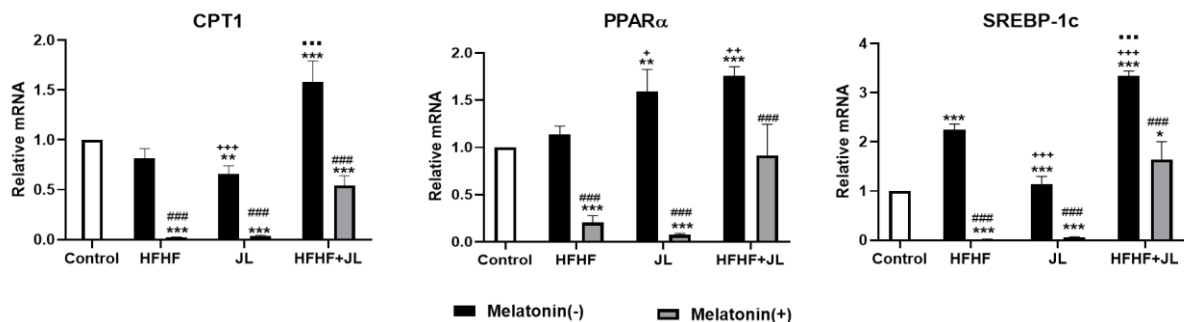 CPT1
Relative mRNA
2.0
1.5
1.0
0.5
0.0
+++
**
▪▪▪
***
###
***
###
***
###
***
Control
HFHF
JL
HFHF+JL
PPARα
Relative mRNA
2.0
1.5
1.0
0.5
0.0
###
***
+
**
###
***
++
***
###
Control
HFHF
JL
HFHF+JL
SREBP-1c
Relative mRNA
4
3
2
1
0
***
###
***
+++
***
###
***
▪▪▪
+++
***
###
*
Control
HFHF
JL
HFHF+JL
Melatonin(-)
Melatonin(+)